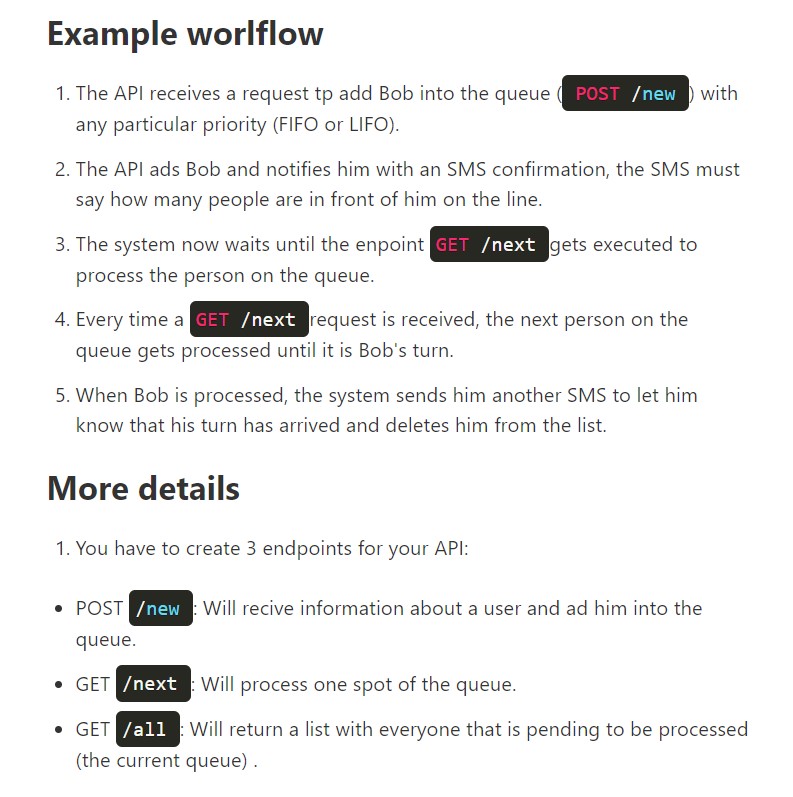 Example worlflow
1. The API receives a request tp add Bob into the queue ( POST /new ) with
any particular priority (FIFO or LIFO).
2. The API ads Bob and notifies him with an SMS confirmation, the SMS must
say how many people are in front of him on the line.
3. The system now waits until the enpoint GET /next gets executed to
process the person on the queue.
4. Every time a GET /next request is received, the next person on the
queue gets processed until it is Bob's turn.
5. When Bob is processed, the system sends him another SMS to let him
know that his turn has arrived and deletes him from the list.
More details
1. You have to create 3 endpoints for your API:
• POST /new : Will recive information about a user and ad him into the
queue.
• GET /next : Will process one spot of the queue.
• GET /all : Will return a list with everyone that is pending to be processed
(the current queue) .